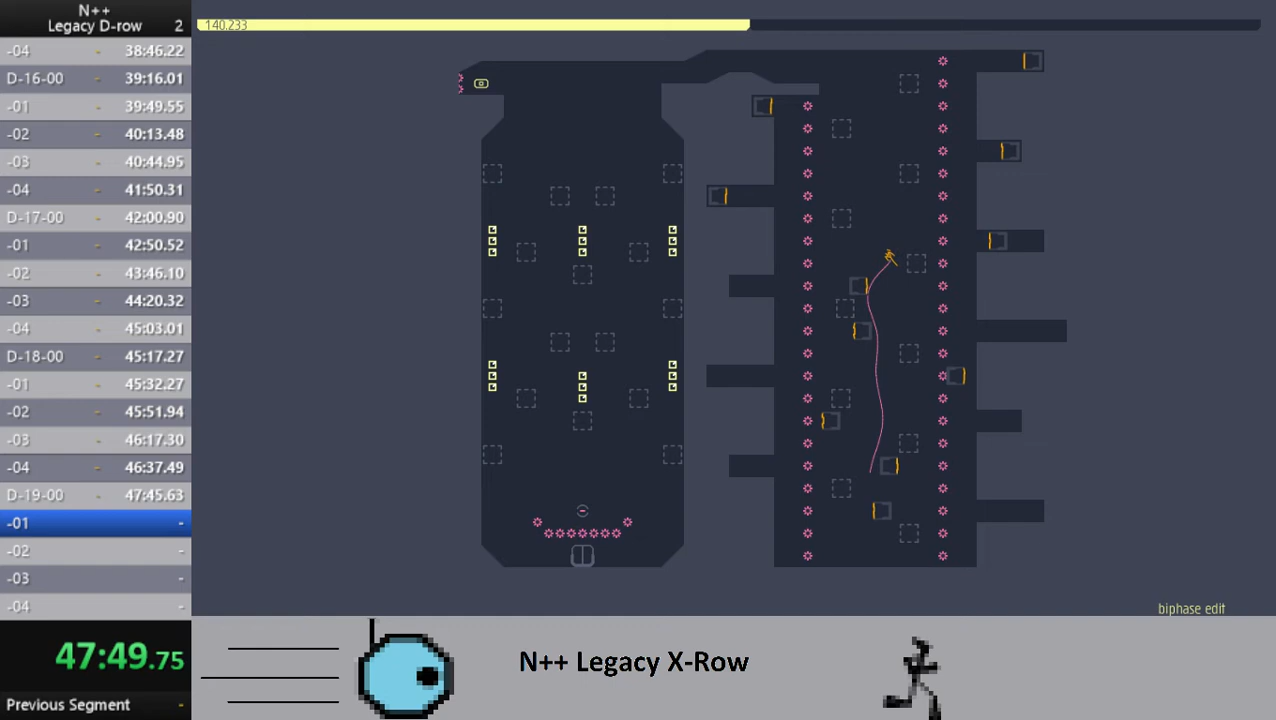 N++
Legacy D-row 2
140.233
-04 - 38:46.22
D-16-00 - 39:16.01
-01 - 39:49.55
-02 - 40:13.48
-03 - 40:44.95
-04 - 41:50.31
D-17-00 - 42:00.90
-01 - 42:50.52
-02 - 43:46.10
-03 - 44:20.32
-04 - 45:03.01
D-18-00 - 45:17.27
-01 - 45:32.27
-02 - 45:51.94
-03 - 46:17.30
-04 - 46:37.49
D-19-00 - 47:45.63
-01 -
-02 -
-03 -
-04 -
biphase edit
47:49.75
Previous Segment -
N++ Legacy X-Row